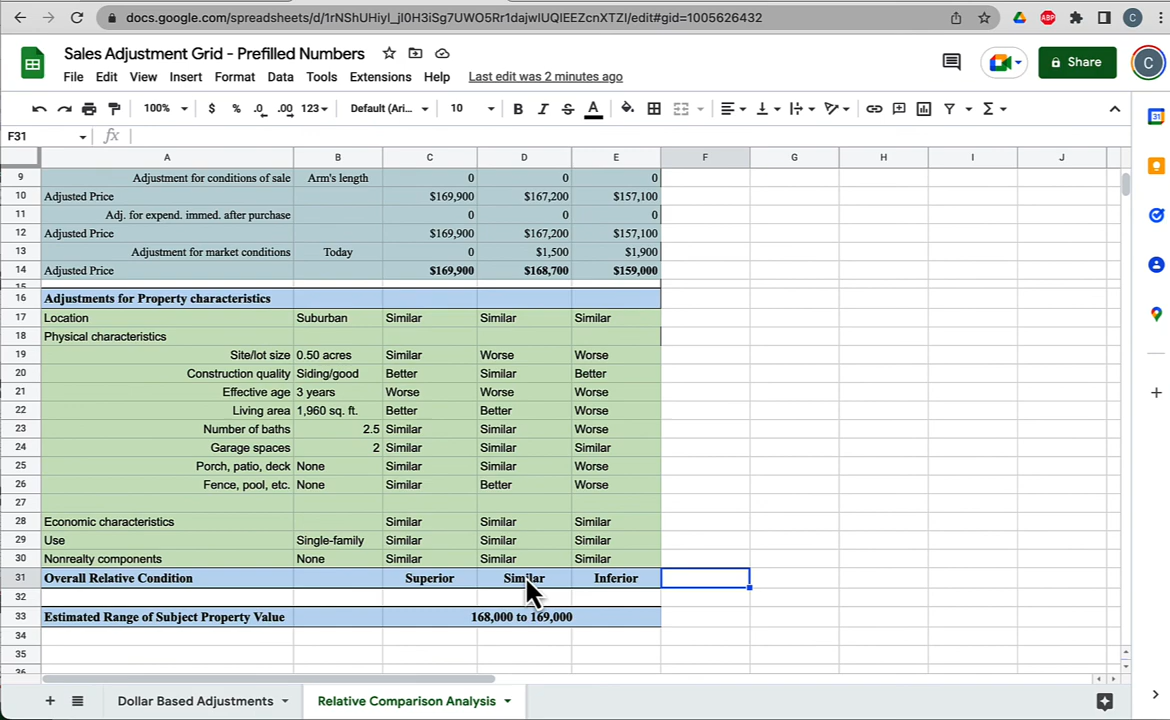 docs.google.com/spreadsheets/d/1rNShUHiyl_jI0H3iSg7UWO5Rr1dajwIUQIEEZcnXTZI/edit#gid=1005626432
ABP
C
Sales Adjustment Grid - Prefilled Numbers
File Edit View Insert Format Data Tools Extensions Help Last edit was 2 minutes ago
Share
C
100% $ % .0 .00 123 Default (Ari... 10 B I S A
31
F31 fx
A B C D E F G H I J
9 Adjustment for conditions of sale Arm's length 0 0 0
10 Adjusted Price $169,900 $167,200 $157,100
11 Adj. for expend. immed. after purchase 0 0 0
12 Adjusted Price $169,900 $167,200 $157,100
13 Adjustment for market conditions Today 0 $1,500 $1,900
14 Adjusted Price $169,900 $168,700 $159,000
15
16 Adjustments for Property characteristics
17 Location Suburban Similar Similar Similar
18 Physical characteristics
19 Site/lot size 0.50 acres Similar Worse Worse
20 Construction quality Siding/good Better Similar Better
21 Effective age 3 years Worse Worse Worse
22 Living area 1,960 sq. ft. Better Better Worse
23 Number of baths 2.5 Similar Similar Worse
24 Garage spaces 2 Similar Similar Similar
25 Porch, patio, deck None Similar Similar Worse
26 Fence, pool, etc. None Similar Better Worse
27
28 Economic characteristics Similar Similar Similar
29 Use Single-family Similar Similar Similar
30 Nonrealty components None Similar Similar Similar
31 Overall Relative Condition Superior Similar Inferior
32
33 Estimated Range of Subject Property Value 168,000 to 169,000
34
35
36
Dollar Based Adjustments Relative Comparison Analysis